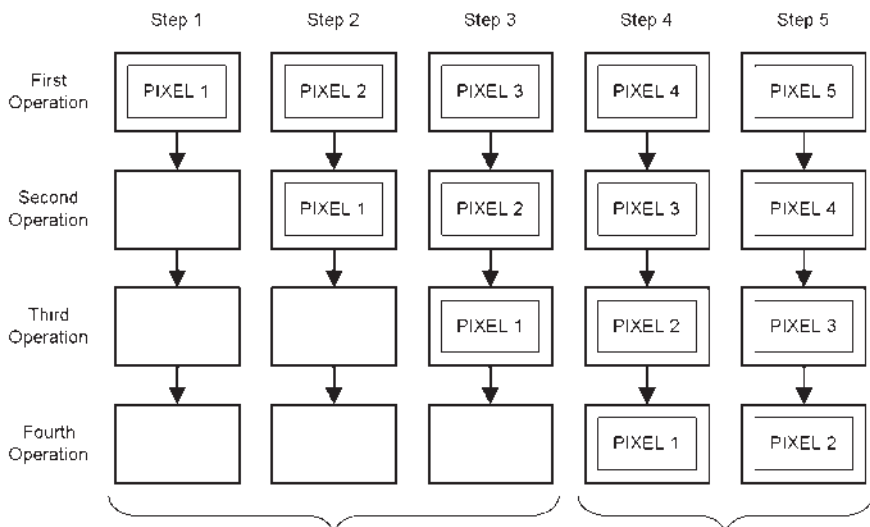 Step 1 Step 2 Step 3 Step 4 Step 5
First
Operation
PIXEL 1 PIXEL 2 PIXEL 3 PIXEL 4 PIXEL 5
Second
Operation
PIXEL 1 PIXEL 2 PIXEL 3 PIXEL 4
Third
Operation
PIXEL 1 PIXEL 2 PIXEL 3
Fourth
Operation
PIXEL 1 PIXEL 2